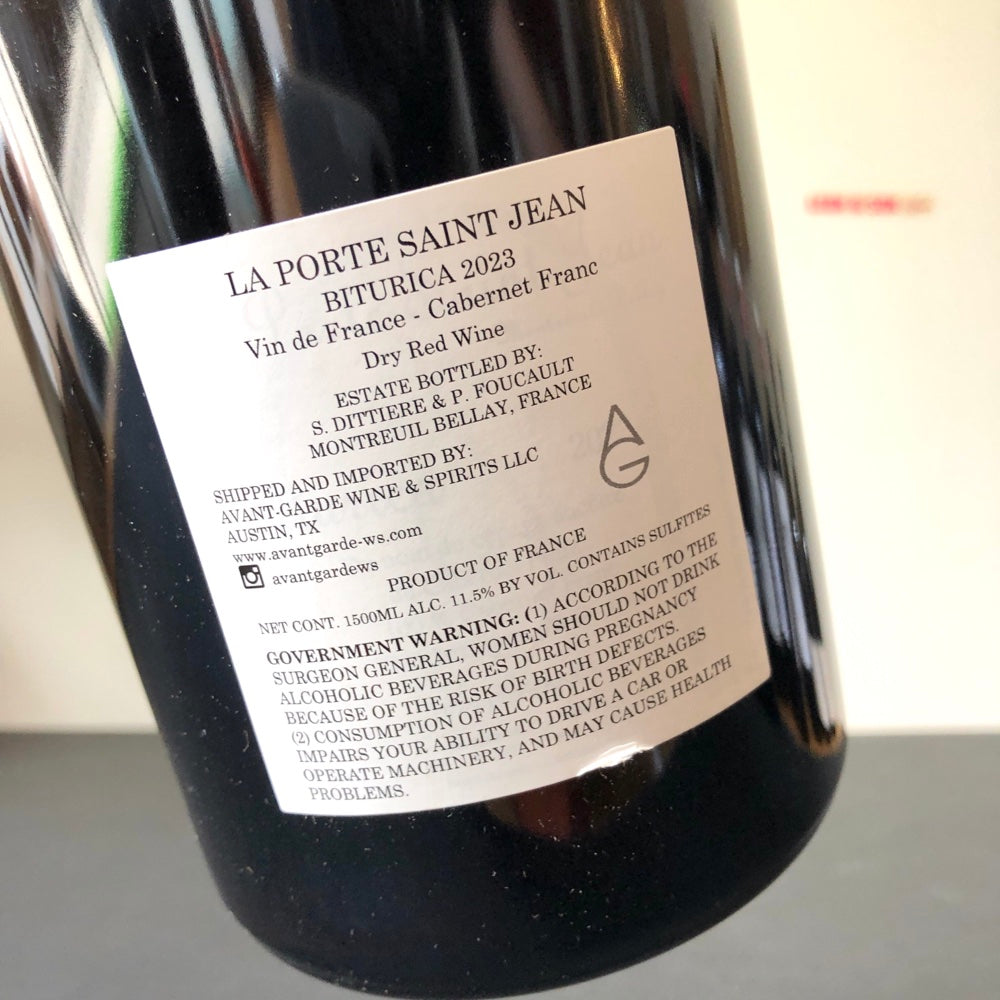 LA PORTE SAINT JEAN
BITURICA 2023
Vin de France - Cabernet Franc
Dry Red Wine
ESTATE BOTTLED BY:
S. DITTIERE & P. FOUCAULT
MONTREUIL BELLAY, FRANCE
AG
SHIPPED AND IMPORTED BY:
AVANT-GARDE WINE & SPIRITS LLC
AUSTIN, TX
www.avantgarde-ws.com
avantgardews
PRODUCT OF FRANCE
NET CONT. 1500ML ALC. 11.5% BY VOL. CONTAINS SULFITES
GOVERNMENT WARNING: (1) ACCORDING TO THE
SURGEON GENERAL, WOMEN SHOULD NOT DRINK
ALCOHOLIC BEVERAGES DURING PREGNANCY
BECAUSE OF THE RISK OF BIRTH DEFECTS.
(2) CONSUMPTION OF ALCOHOLIC BEVERAGES
IMPAIRS YOUR ABILITY TO DRIVE A CAR OR
OPERATE MACHINERY, AND MAY CAUSE HEALTH
PROBLEMS.